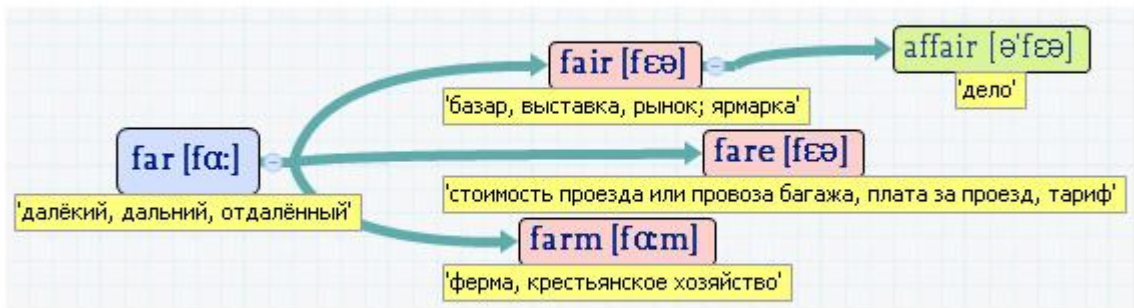 fair [fɛə]
affair [ə'fɛə]
'базар, выставка, рынок; ярмарка'
'дело'
far [fɑ:]
fare [fɛə]
'далёкий, дальний, отдалённый'
'стоимость проезда или провоза багажа, плата за проезд, тариф'
farm [fɑ:m]
'ферма, крестьянское хозяйство'